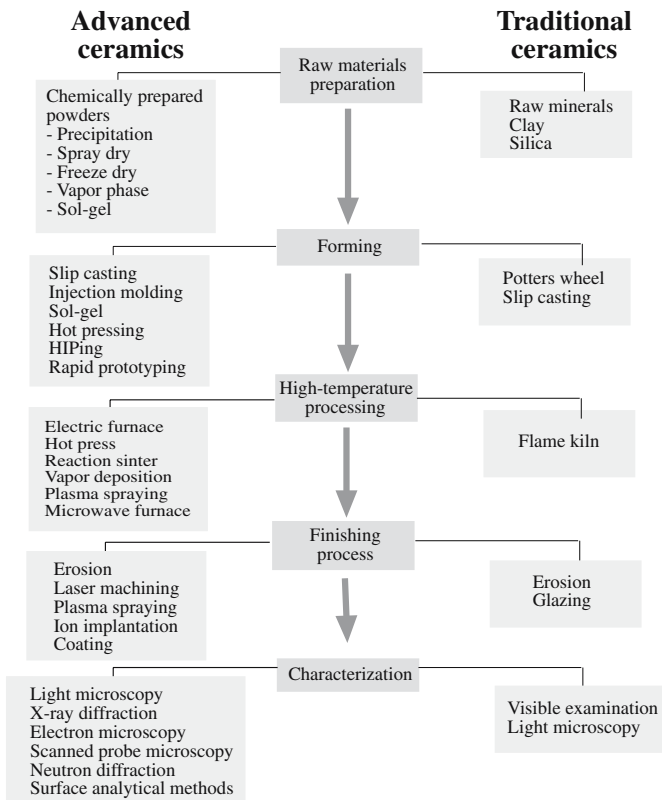 Advanced
ceramics
Traditional
ceramics
Raw materials
preparation
Chemically prepared
powders
- Precipitation
- Spray dry
- Freeze dry
- Vapor phase
- Sol-gel
Raw minerals
Clay
Silica
Forming
Slip casting
Injection molding
Sol-gel
Hot pressing
HIPing
Rapid prototyping
Potters wheel
Slip casting
High-temperature
processing
Electric furnace
Hot press
Reaction sinter
Vapor deposition
Plasma spraying
Microwave furnace
Flame kiln
Finishing
process
Erosion
Laser machining
Plasma spraying
Ion implantation
Coating
Erosion
Glazing
Characterization
Light microscopy
X-ray diffraction
Electron microscopy
Scanned probe microscopy
Neutron diffraction
Surface analytical methods
Visible examination
Light microscopy